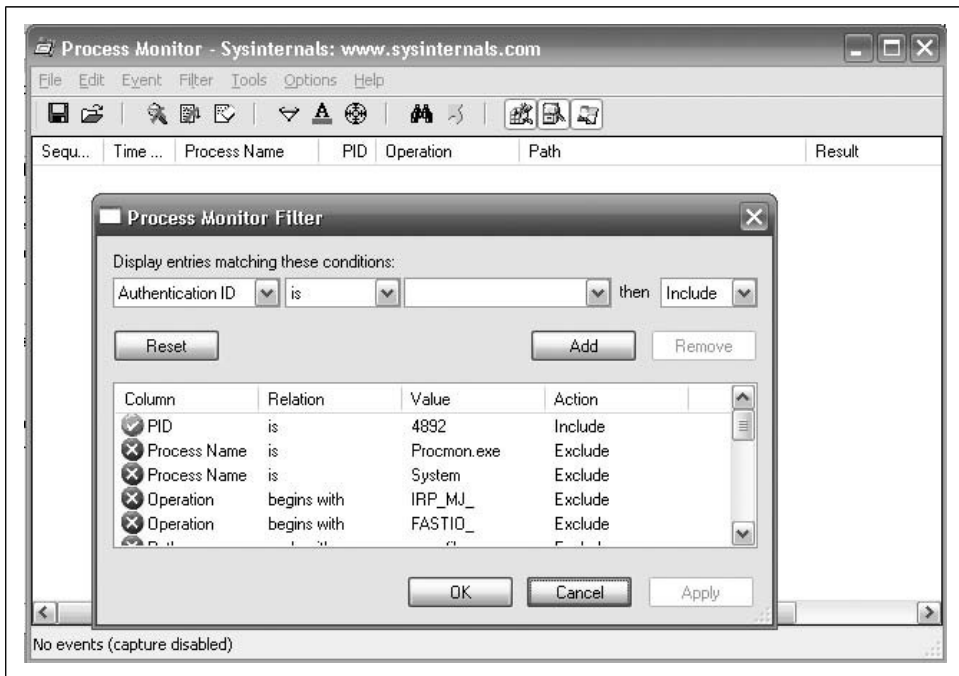 Process Monitor - Sysinternals: www.sysinternals.com
File Edit Event Filter Tools Options Help
Sequ... Time ... Process Name PID Operation Path Result
Process Monitor Filter
Display entries matching these conditions:
Authentication ID is then Include
Reset Add Remove
Column Relation Value Action
PID is 4892 Include
Process Name is Procmon.exe Exclude
Process Name is System Exclude
Operation begins with IRP_MJ_ Exclude
Operation begins with FASTIO_ Exclude
OK Cancel Apply
No events (capture disabled)